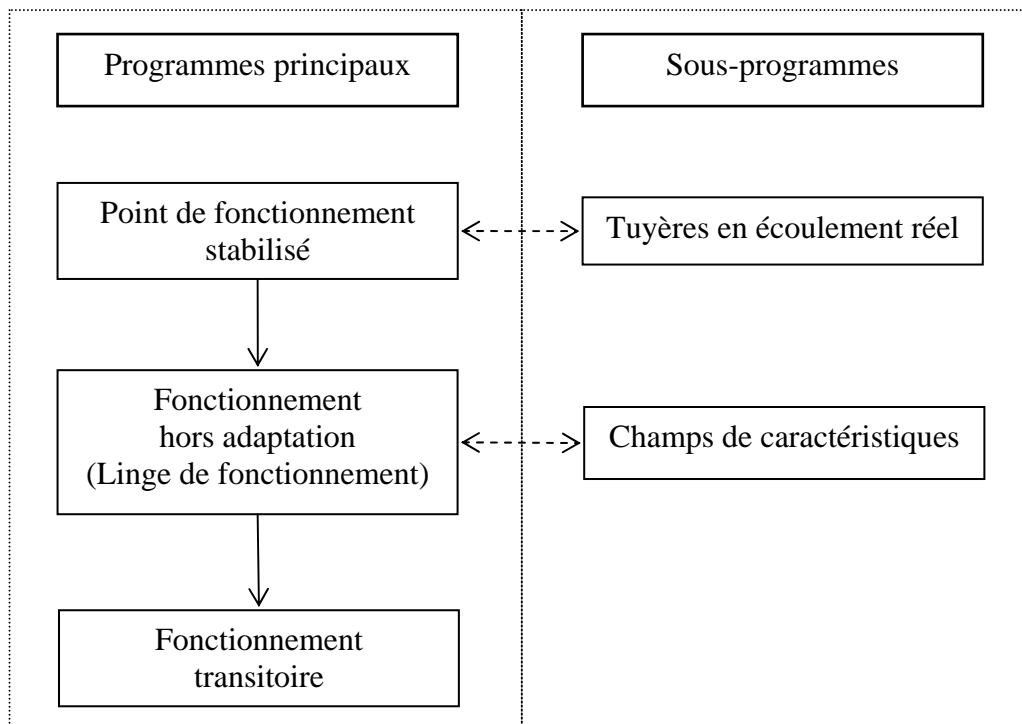 Programmes principaux
Sous-programmes
Point de fonctionnement
stabilisé
Tuyères en écoulement réel
Fonctionnement
hors adaptation
(Linge de fonctionnement)
Champs de caractéristiques
Fonctionnement
transitoire